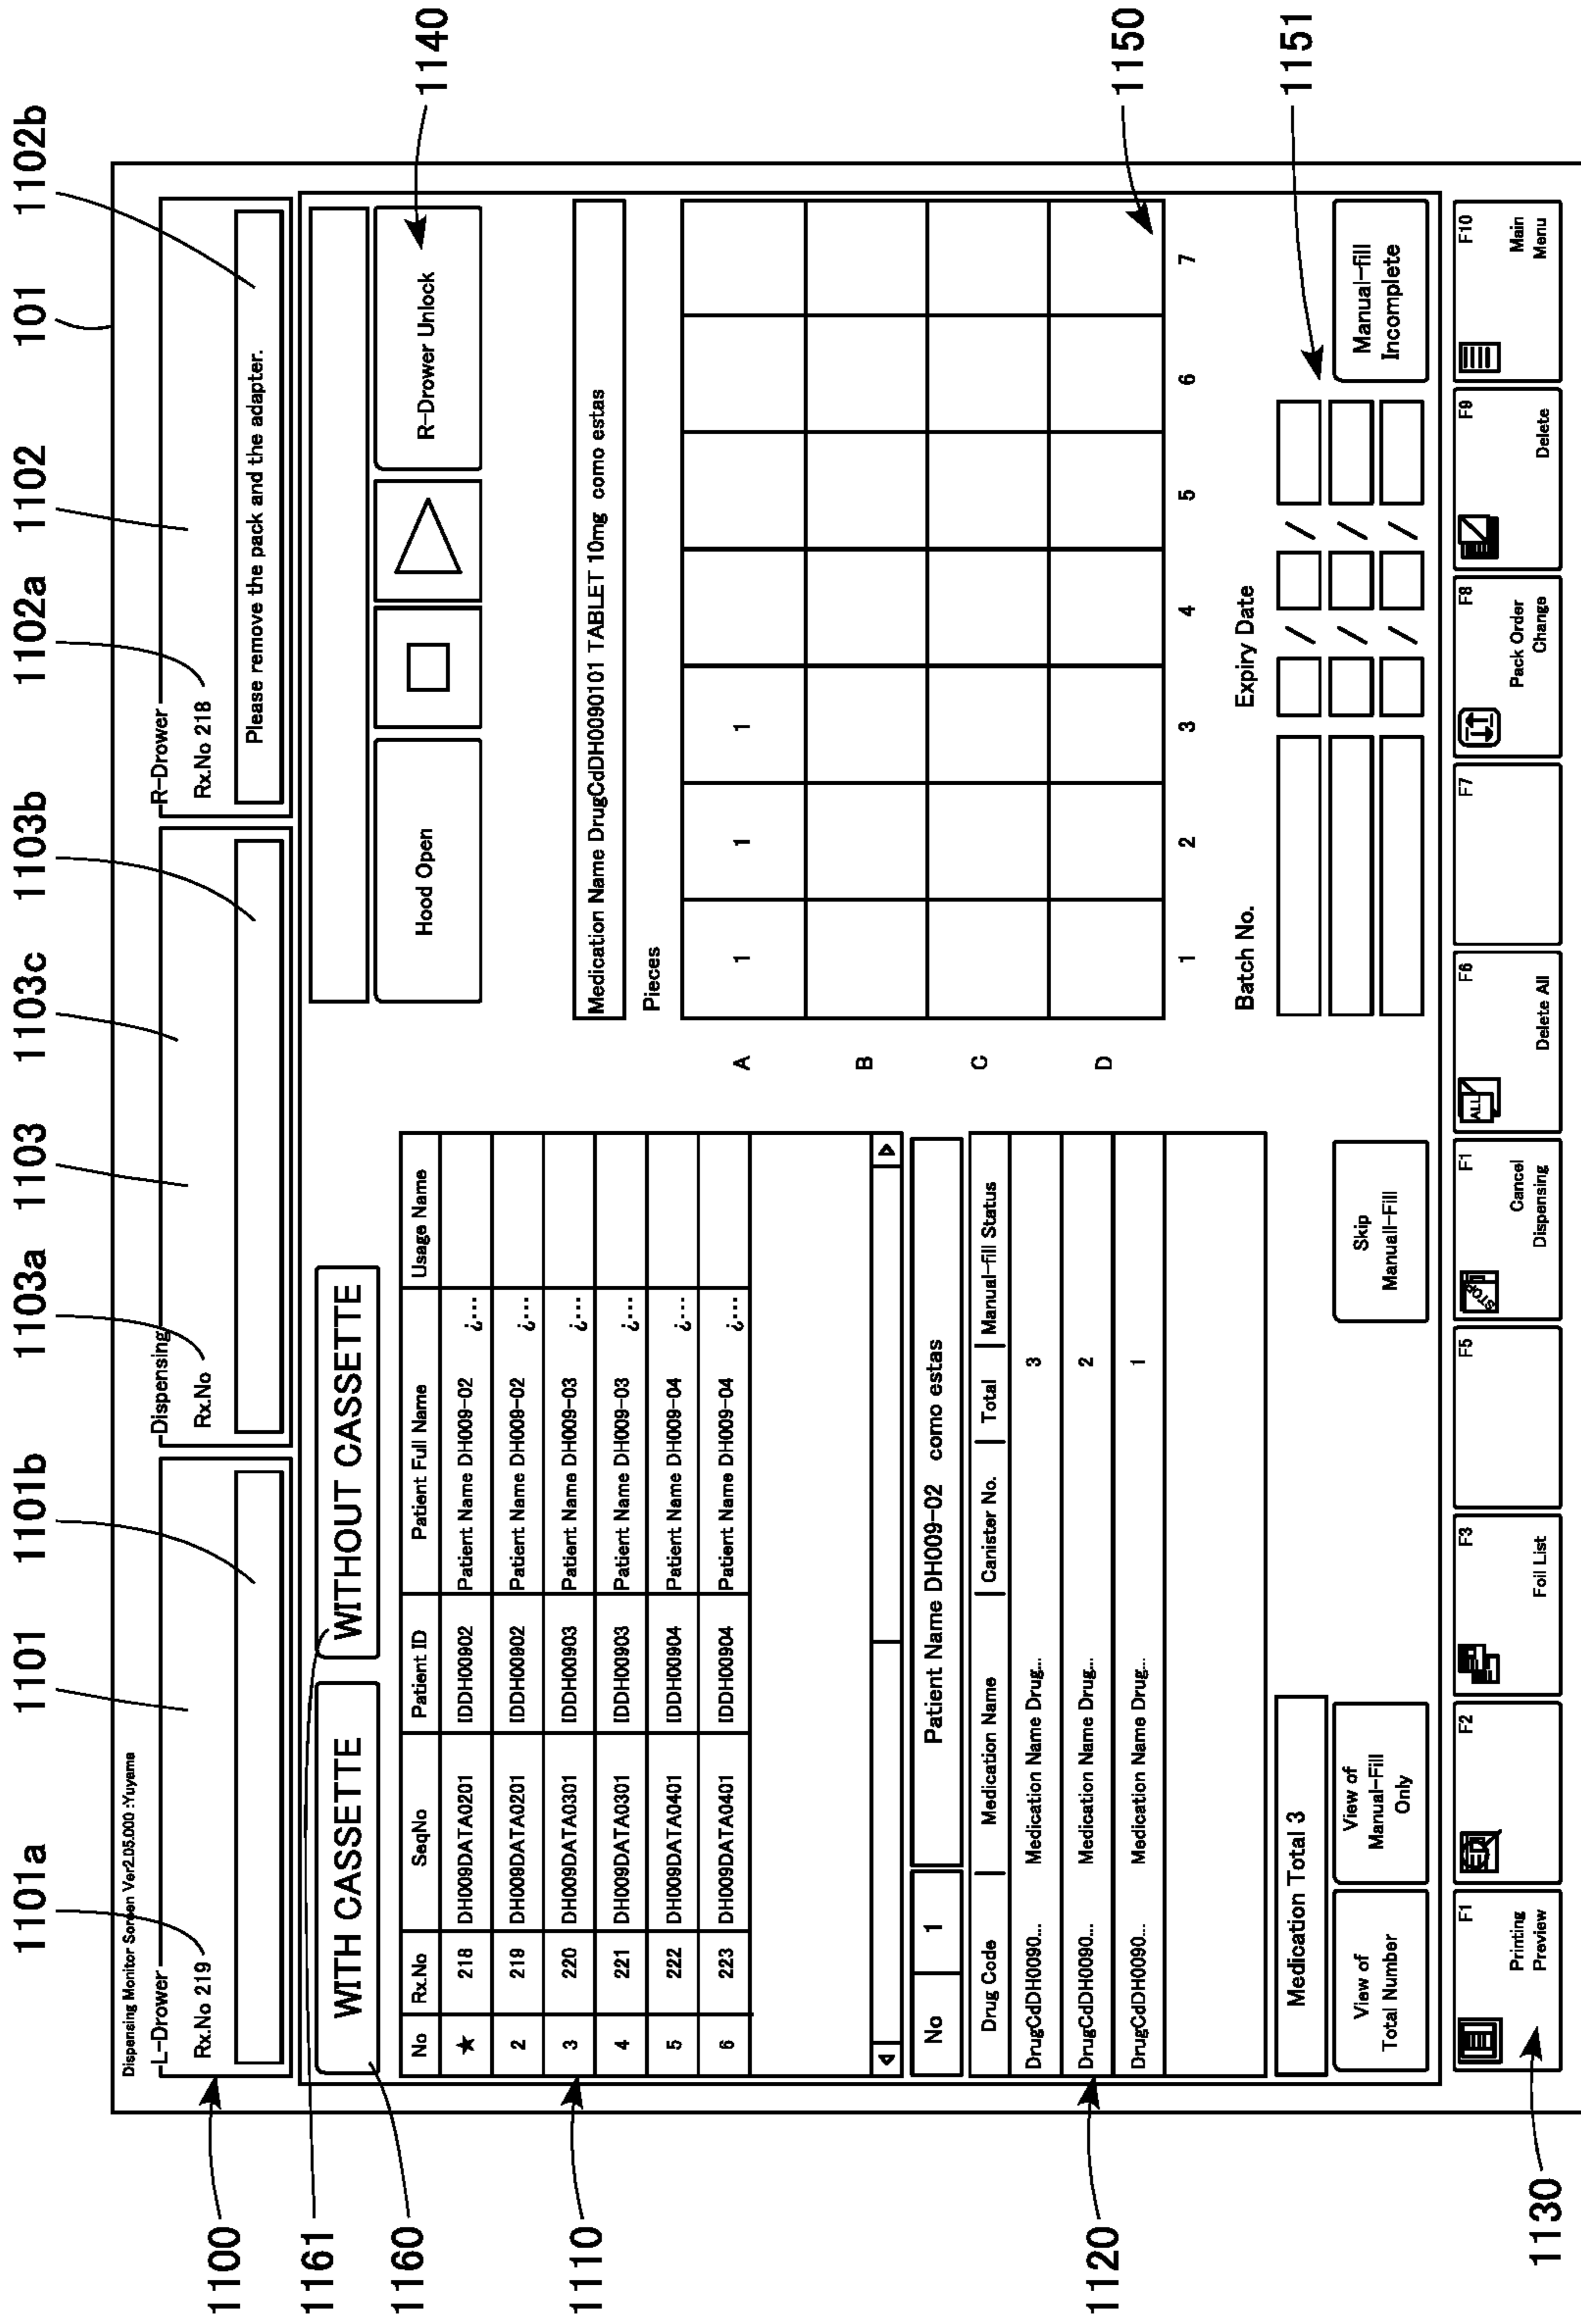 1101a 1101 1101b 1103a 1103 1103c 1103b 1102a 1102 101 1102b
Dispensing Monitor Screen Ver2.05.000 :Yuyama
1100
L-Drower
Rx.No 219
Dispensing
Rx.No
R-Drower
Rx.No 218
Please remove the pack and the adapter.
1161
1160
WITH CASSETTE WITHOUT CASSETTE
Hood Open R-Drower Unlock
1140
1110
No Rx.No SeqNo Patient ID Patient Full Name Usage Name
★ 218 DH009DATA0201 IDDH00902 Patient Name DH009-02 ¿...
2 219 DH009DATA0201 IDDH00902 Patient Name DH009-02 ¿...
3 220 DH009DATA0301 IDDH00903 Patient Name DH009-03 ¿...
4 221 DH009DATA0301 IDDH00903 Patient Name DH009-03 ¿...
5 222 DH009DATA0401 IDDH00904 Patient Name DH009-04 ¿...
6 223 DH009DATA0401 IDDH00904 Patient Name DH009-04 ¿...
No 1 Patient Name DH009-02 como estas
1120
Drug Code Medication Name Canister No. Total Manual-fill Status
DrugCdDH0090... Medication Name Drug... 3
DrugCdDH0090... Medication Name Drug... 2
DrugCdDH0090... Medication Name Drug... 1
Medication Total 3
View of
Total Number
View of
Manual-Fill
Only
Skip
Manuall-Fill
Medication Name DrugCdDH0090101 TABLET 10mg como estas
Pieces
A 1 1 1
B
C
D
1 2 3 4 5 6 7
1150
Batch No. Expiry Date
/ /
/ /
/ /
1151
Manual-fill
Incomplete
1130
F1
Printing
Preview
F2
F3
Foil List
F5
F1
STOP
Cancel
Dispensing
F6
ALL
Delete All
F7
F8
Pack Order
Change
F9
Delete
F10
Main
Menu